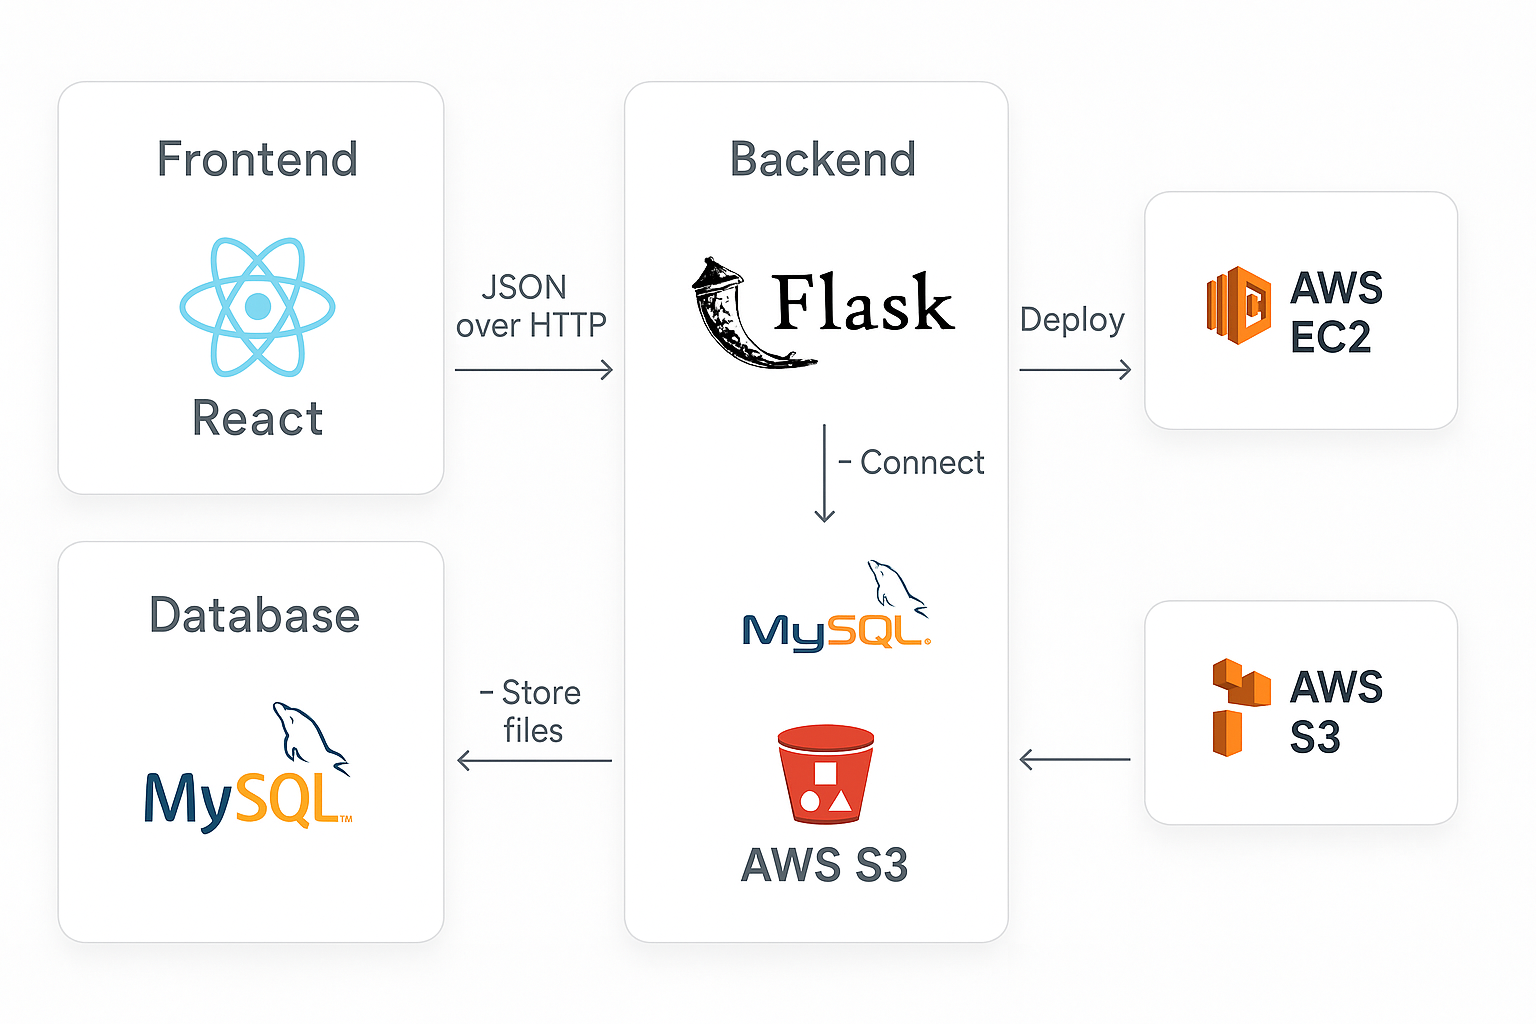 Frontend
React
JSON
over HTTP
Backend
Flask
– Connect
MySQL®
AWS S3
Deploy
AWS
EC2
Database
MySQL™
– Store
files
AWS
S3